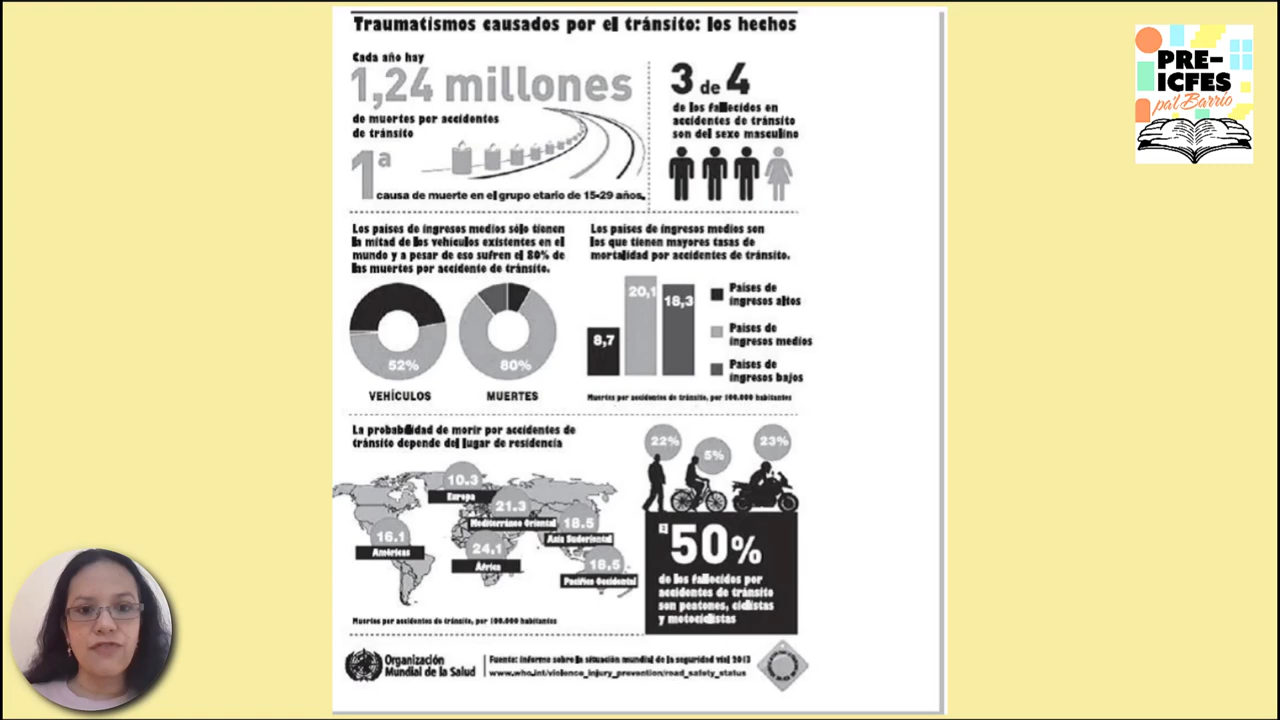 Traumatismos causados por el tránsito: los hechos
Cada año hay
1,24 millones
de muertes por accidentes
de tránsito
1ª
causa de muerte en el grupo etario de 15-29 años.
3 de 4
de los fallecidos en
accidentes de tránsito
son del sexo masculino
PRE-
ICFES
pa'l Barrio
Los países de ingresos medios sólo tienen
la mitad de los vehículos existentes en el
mundo y a pesar de eso sufren el 80% de
las muertes por accidente de tránsito.
52%
80%
VEHÍCULOS
MUERTES
Los países de ingresos medios son
los que tienen mayores tasas de
mortalidad por accidentes de tránsito.
8,7
20,1
18,3
Países de
ingresos altos
Países de
ingresos medios
Países de
ingresos bajos
Muertes por accidentes de tránsito, por 100.000 habitantes
La probabilidad de morir por accidentes de
tránsito depende del lugar de residencia
10.3
Europa
21.3
Mediterráneo Oriental
18.5
Asia Sudoriental
16.1
Américas
24,1
África
18,5
Pacífico Occidental
Muertes por accidentes de tránsito, por 100.000 habitantes
22%
5%
23%
El
50%
de los fallecidos por
accidentes de tránsito
son peatones, ciclistas
y motociclistas
Organización
Mundial de la Salud
Fuente: informe sobre la situación mundial de la seguridad vial 2013
www.who.int/violence_injury_prevention/road_safety_status